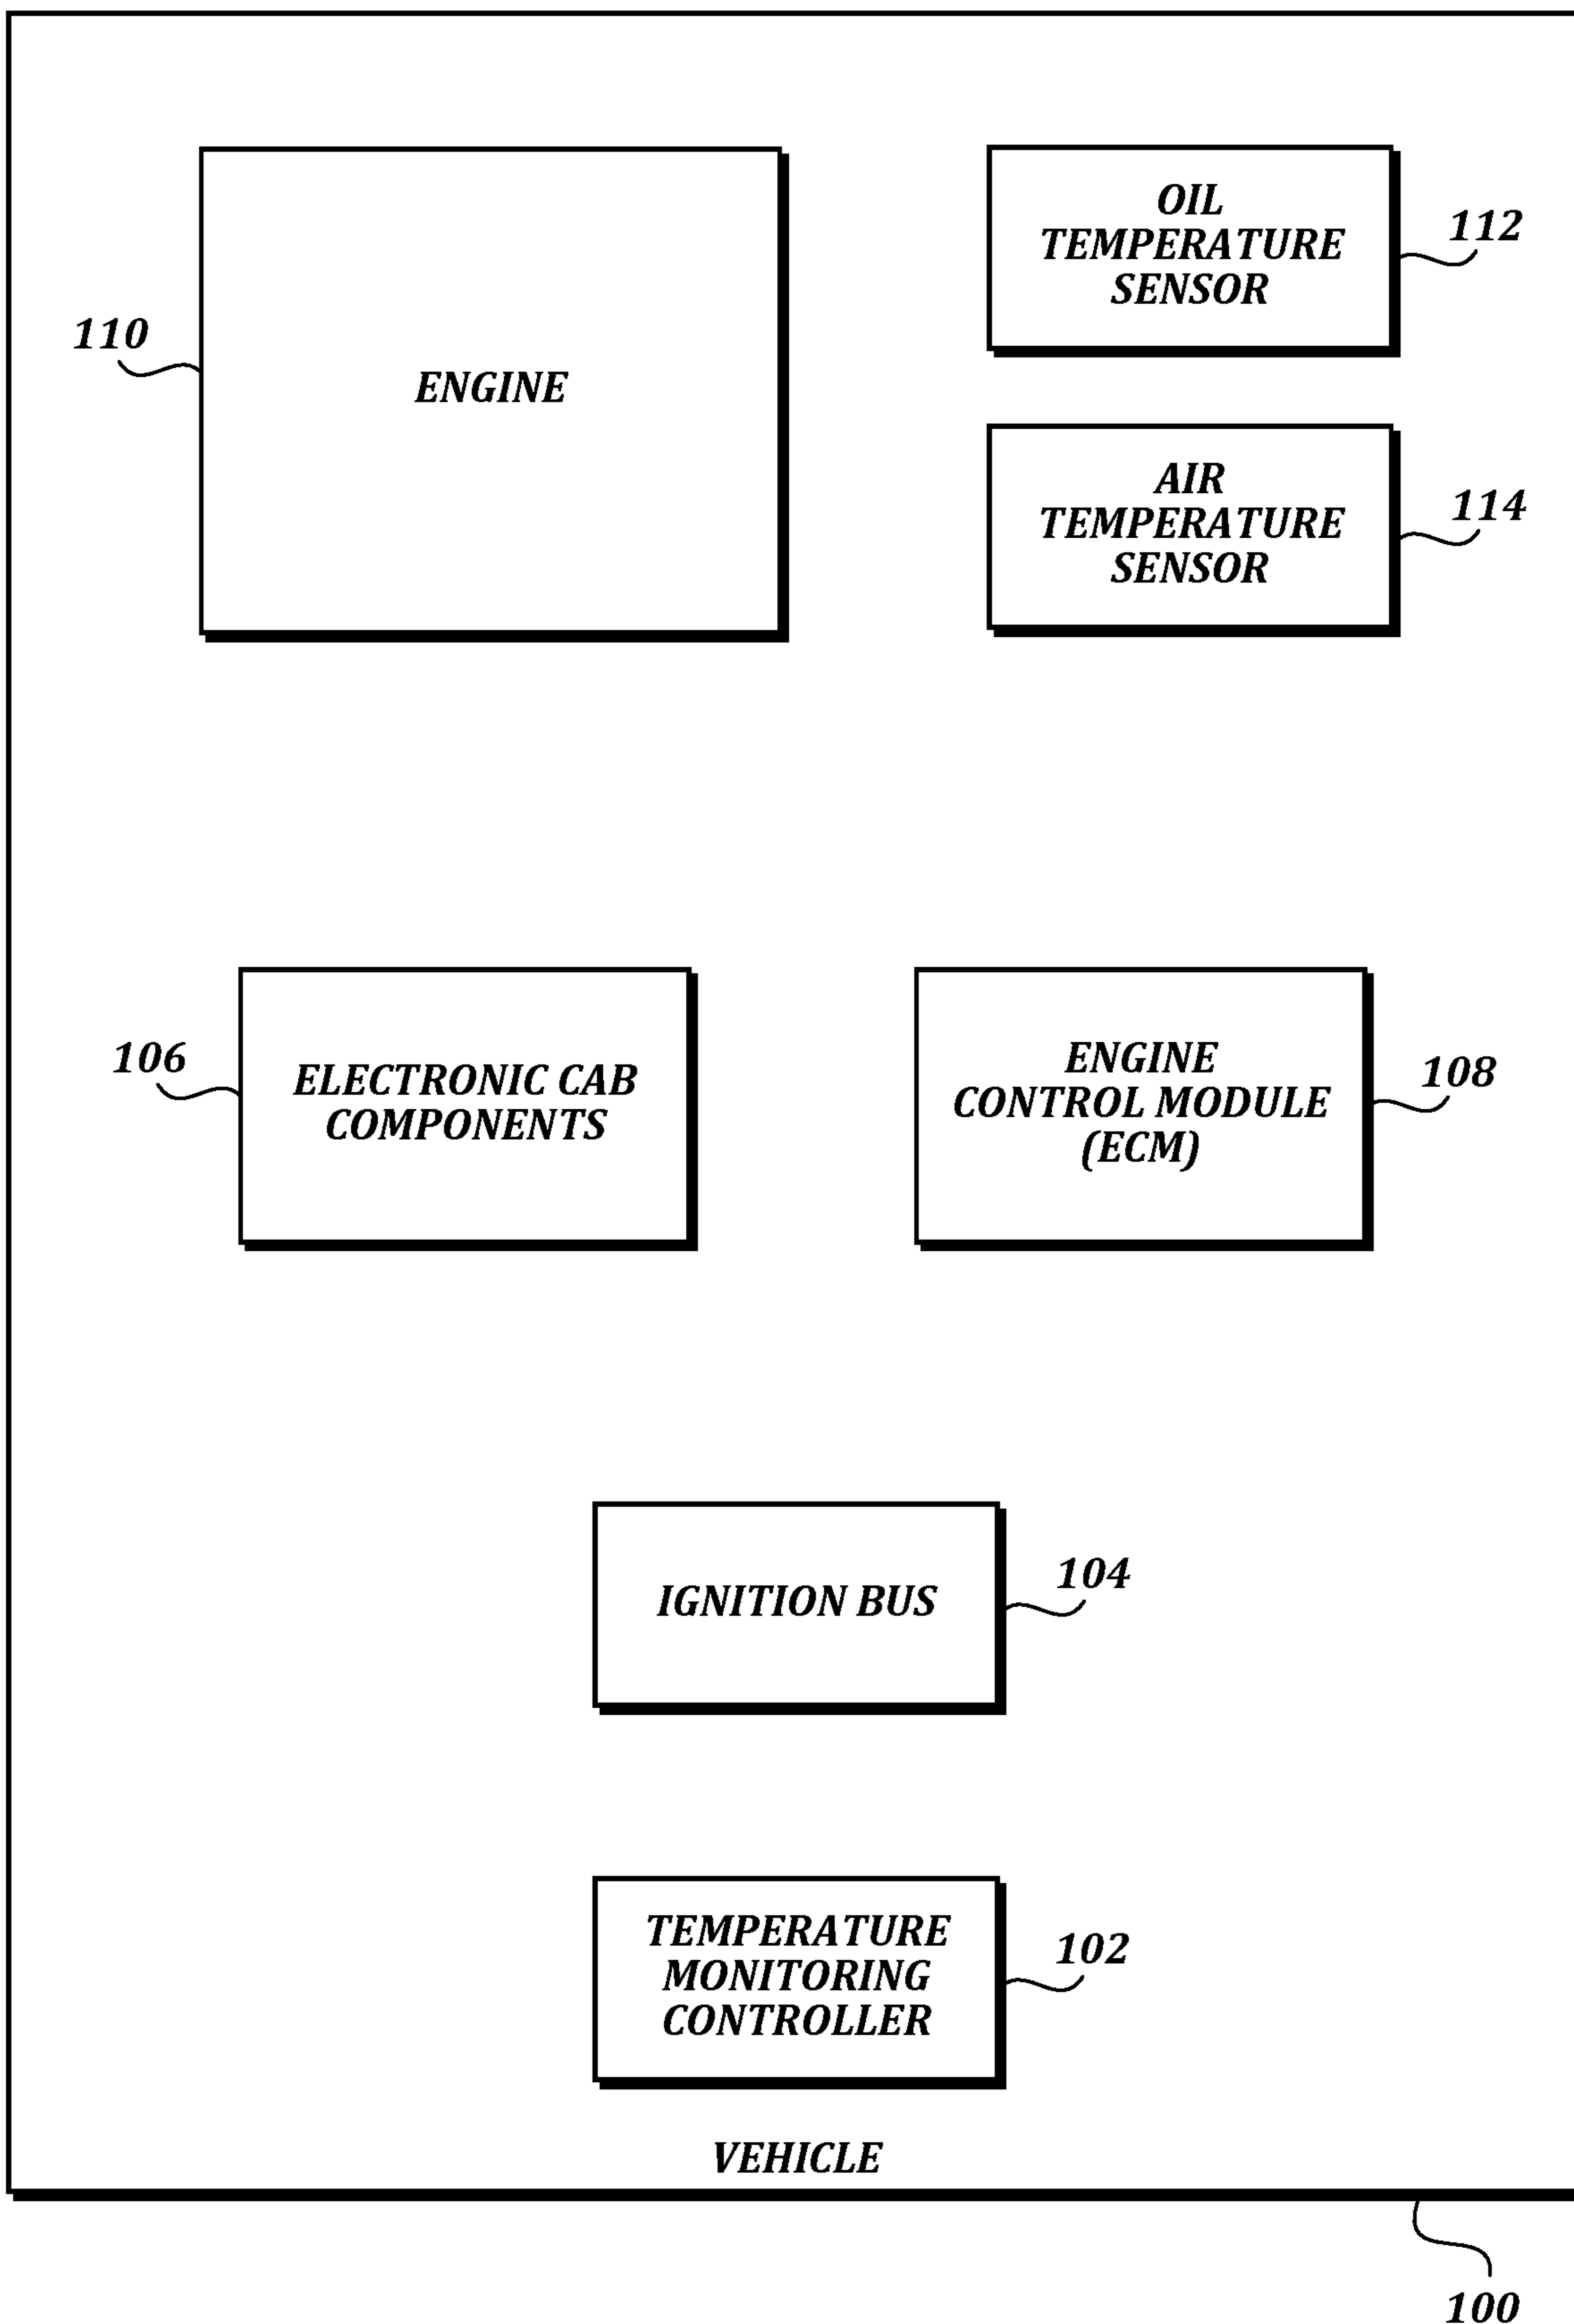 OIL
TEMPERATURE
SENSOR
112
110
ENGINE
AIR
TEMPERATURE
SENSOR
114
106
ELECTRONIC CAB
COMPONENTS
ENGINE
CONTROL MODULE
(ECM)
108
IGNITION BUS
104
TEMPERATURE
MONITORING
CONTROLLER
102
VEHICLE
100